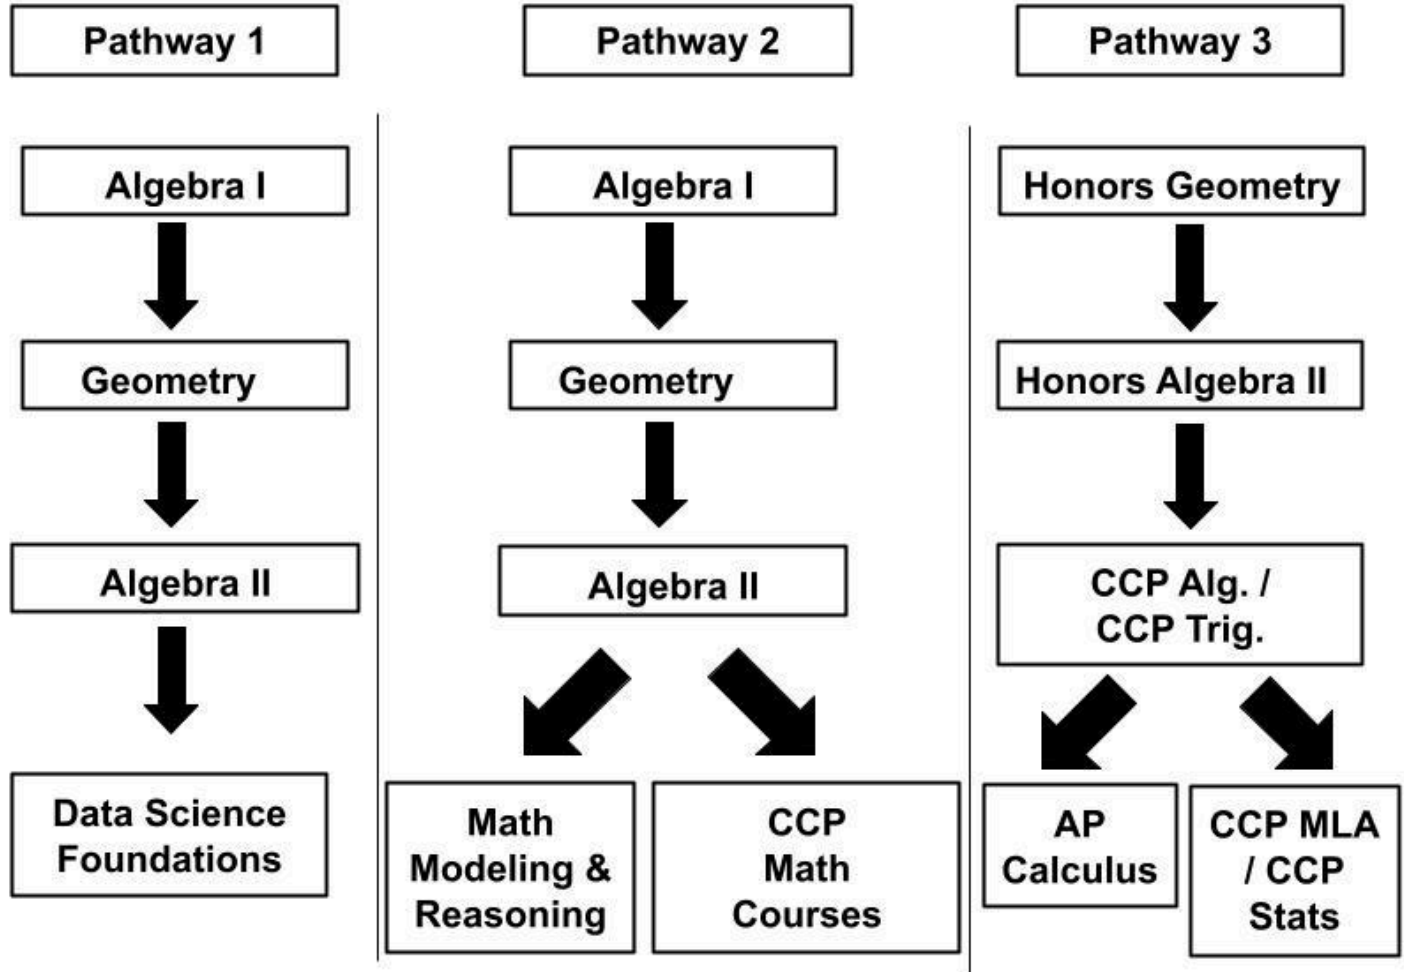 Pathway 1
Pathway 2
Pathway 3
Algebra I
Algebra I
Honors Geometry
Geometry
Geometry
Honors Algebra II
Algebra II
Algebra II
CCP Alg. /
CCP Trig.
Data Science
Foundations
Math
Modeling &
Reasoning
CCP
Math
Courses
AP
Calculus
CCP MLA
/ CCP
Stats